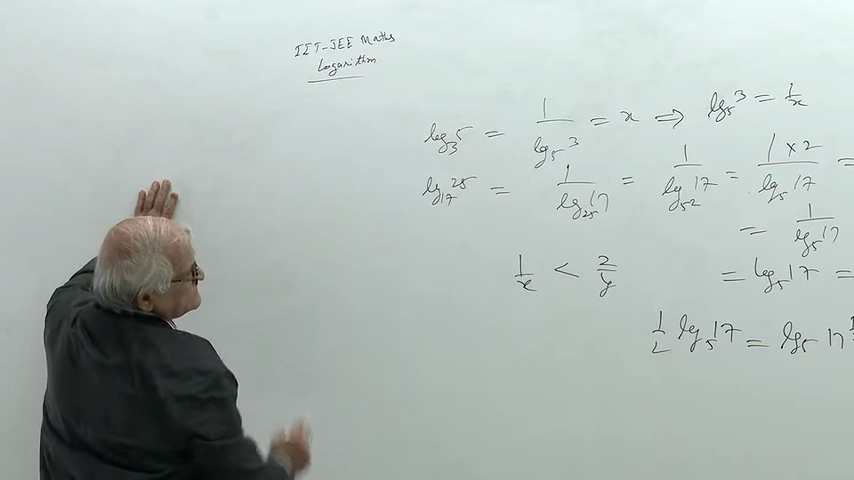 IIT-JEE Maths
Logarithm
log₃5 = 1/log₅3 = x ⇒ log₅3 = 1/x
log₁₇25 = 1/log₂₅17 = 1/log₅²17 = 1×2/log₅17 =
= 1/log₅17
1/x < 2/y
= log₅17 =
1/2 log₅17 = log₅ 17